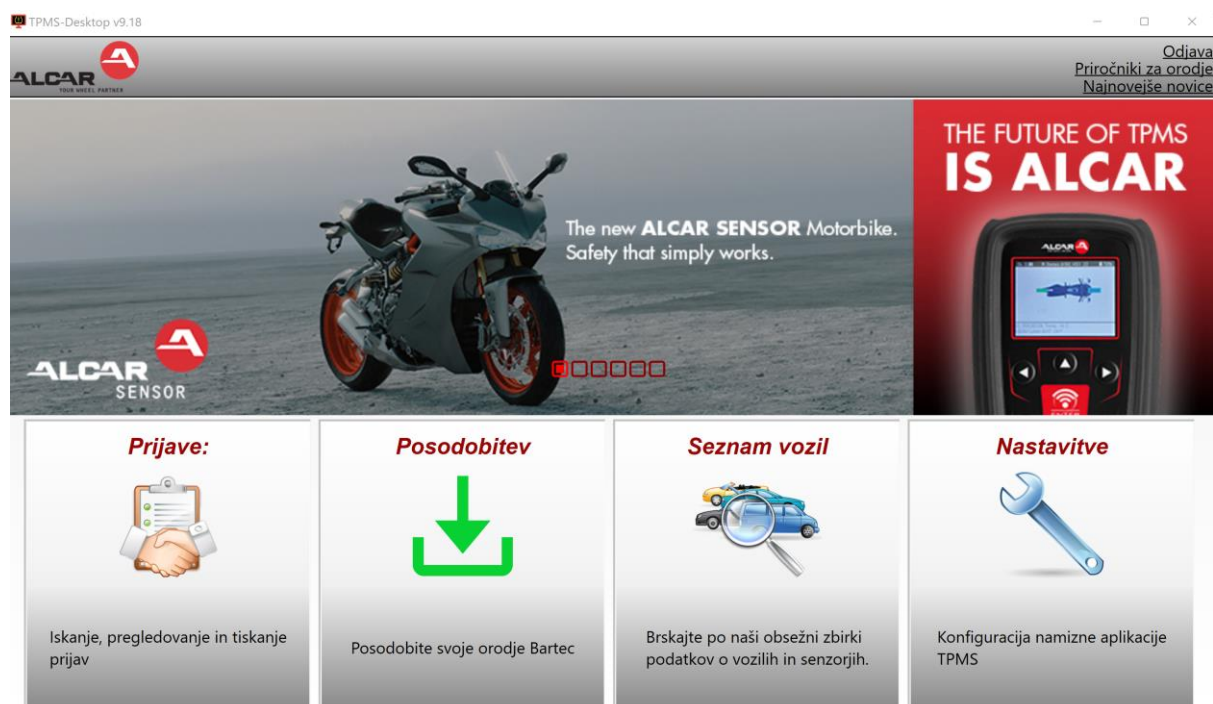 TPMS-Desktop v9.18
ALCAR
YOUR WHEEL PARTNER
Odjava
Priročniki za orodje
Najnovejše novice
The new ALCAR SENSOR Motorbike.
Safety that simply works.
ALCAR
SENSOR
THE FUTURE OF TPMS
IS ALCAR
ALCAR
ENTER
Prijave:
Iskanje, pregledovanje in tiskanje
prijav
Posodobitev
Posodobite svoje orodje Bartec
Seznam vozil
Brskajte po naši obsežni zbirki
podatkov o vozilih in senzorjih.
Nastavitve
Konfiguracija namizne aplikacije
TPMS